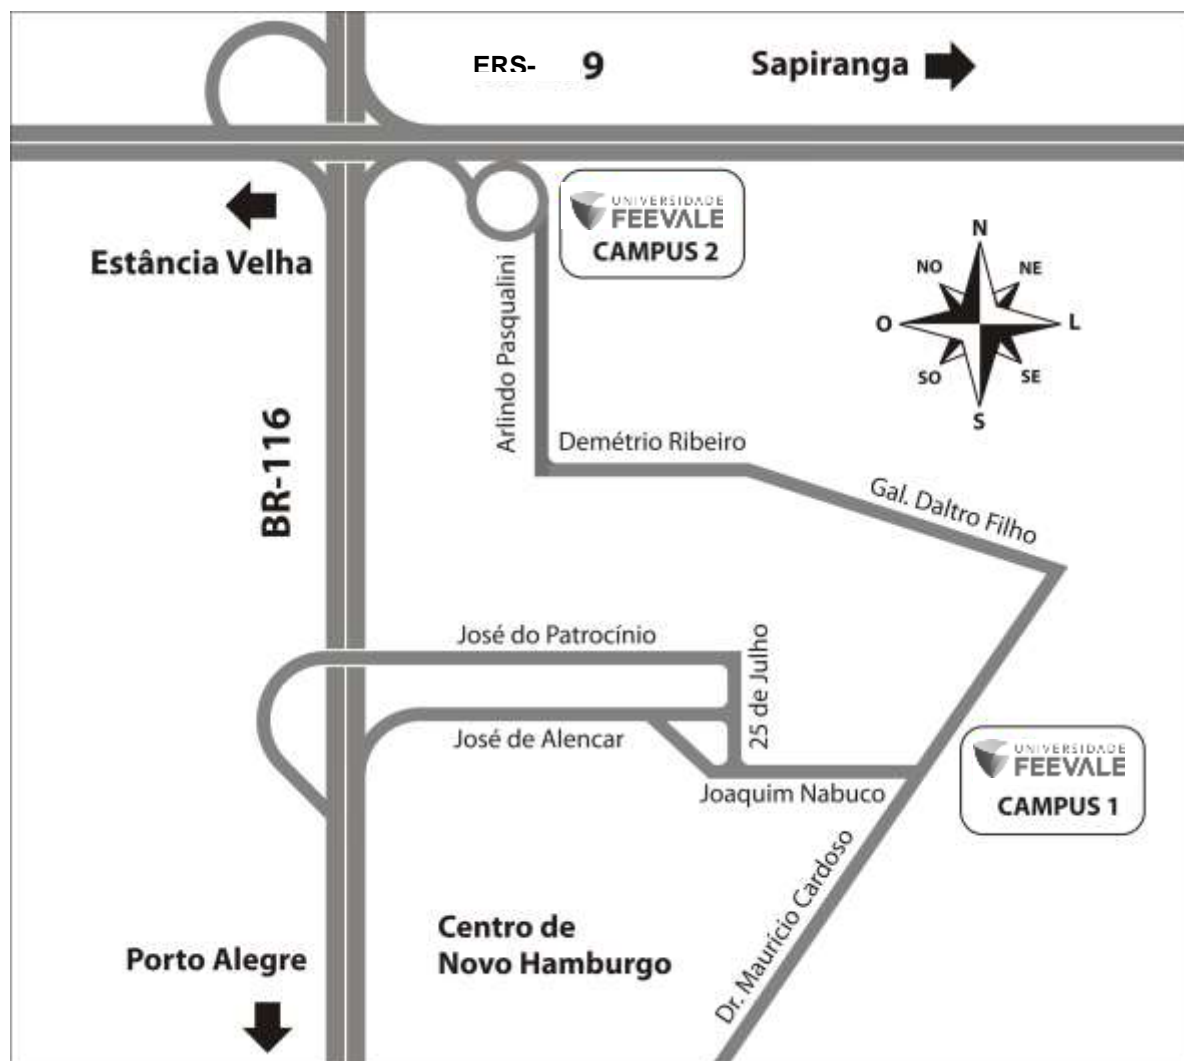 ERS- 9
Sapiranga
UNIVERSIDADE
FEEVALE
CAMPUS 2
Estância Velha
N
NO
NE
O
L
SO
SE
S
Arlindo Pasqualini
BR-116
Demétrio Ribeiro
Gal. Daltro Filho
José do Patrocínio
25 de Julho
José de Alencar
UNIVERSIDADE
FEEVALE
CAMPUS 1
Joaquim Nabuco
Dr. Maurício Cardoso
Centro de
Novo Hamburgo
Porto Alegre